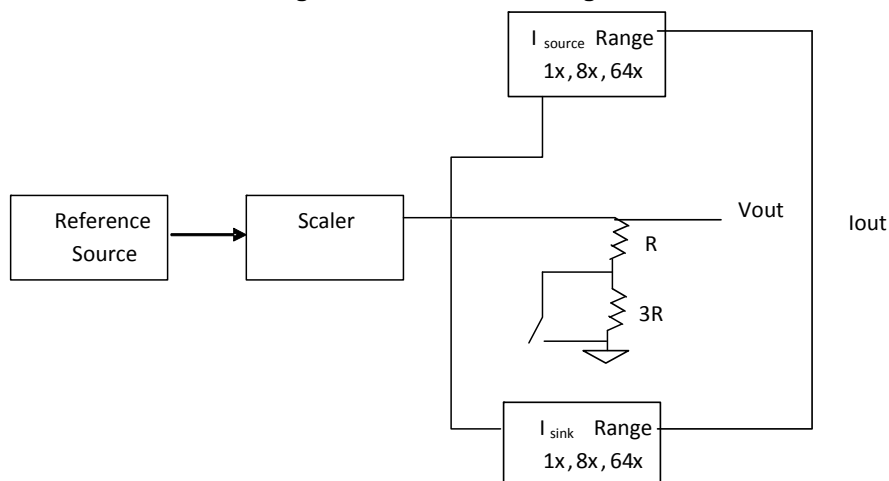 I source Range
1x, 8x, 64x
Reference
Source
Scaler
Vout
Iout
R
3R
I sink Range
1x, 8x, 64x